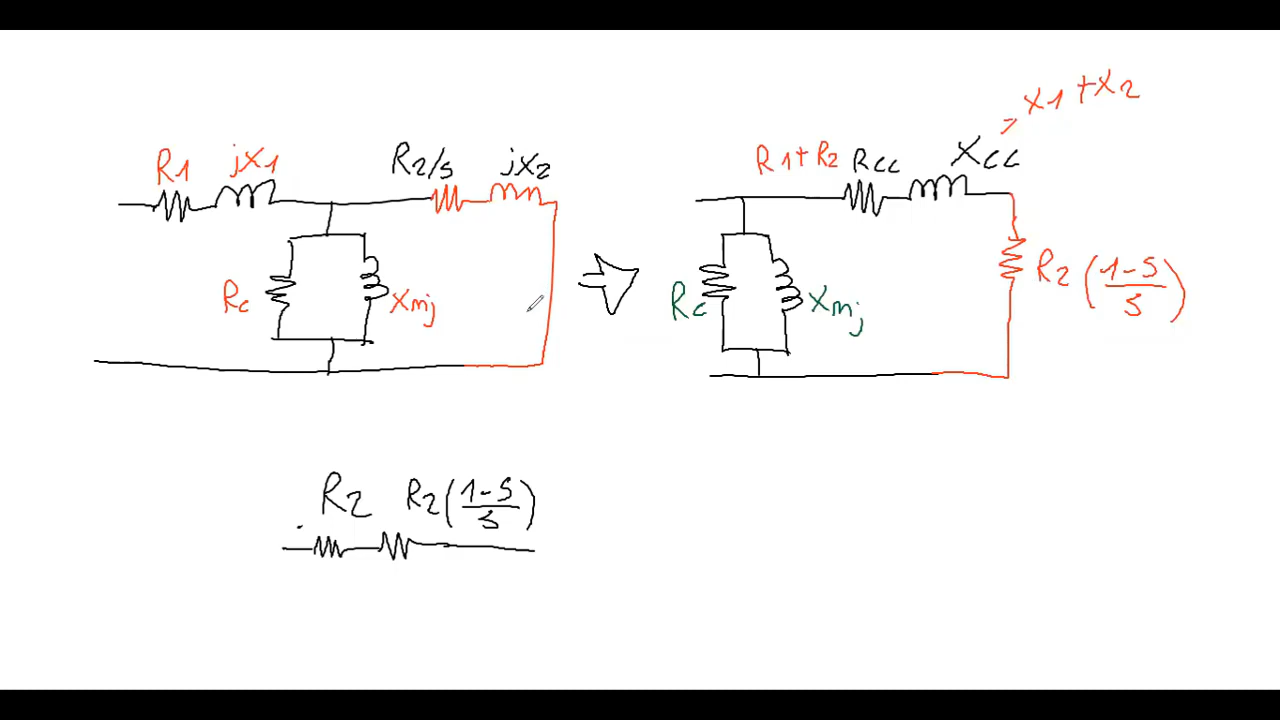 X1 + X2
R1 jX1 R2/s jX2
R1+R2 Rcc Xcc
Rc Xmj
Rc Xmj
R2 (1-s/s)
R2 R2 (1-s/s)